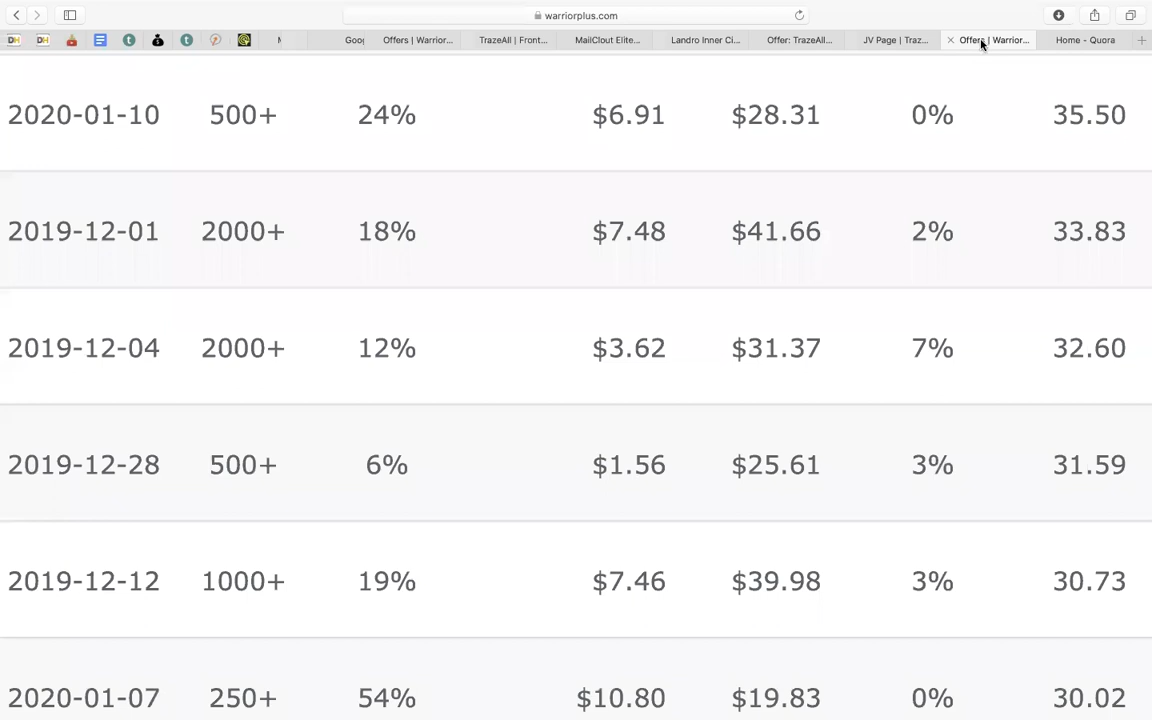 warriorplus.com
Goo
Offers | Warrior...
TrazeAll | Front...
MailClout Elite...
Landro Inner Ci...
Offer: TrazeAll...
JV Page | Traz...
Offers | Warrior...
Home - Quora
2020-01-10 500+ 24% $6.91 $28.31 0% 35.50
2019-12-01 2000+ 18% $7.48 $41.66 2% 33.83
2019-12-04 2000+ 12% $3.62 $31.37 7% 32.60
2019-12-28 500+ 6% $1.56 $25.61 3% 31.59
2019-12-12 1000+ 19% $7.46 $39.98 3% 30.73
2020-01-07 250+ 54% $10.80 $19.83 0% 30.02